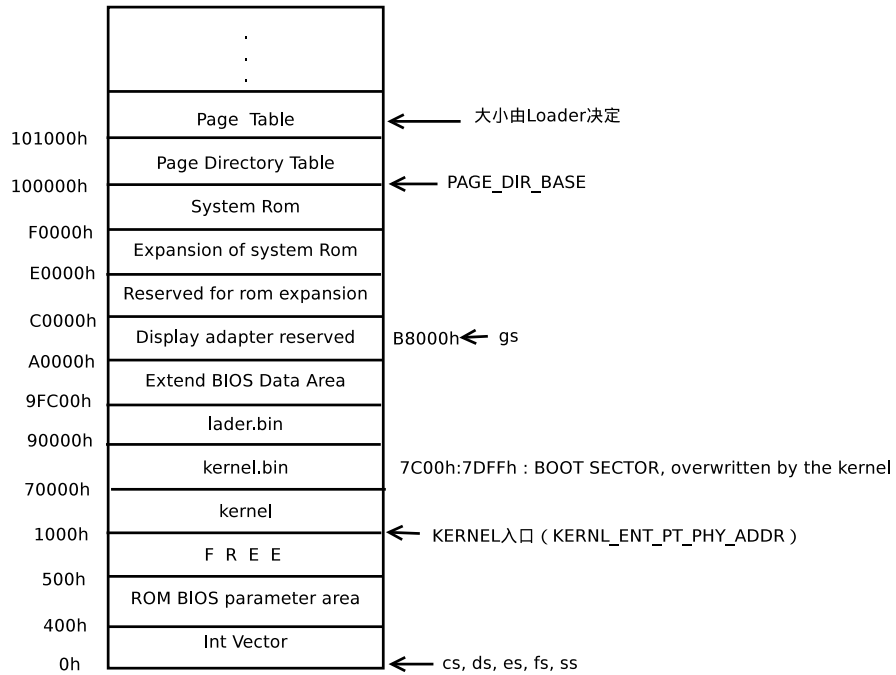 .
.
.
Page Table
大小由Loader决定
101000h
Page Directory Table
100000h
PAGE_DIR_BASE
System Rom
F0000h
Expansion of system Rom
E0000h
Reserved for rom expansion
C0000h
Display adapter reserved
B8000h
gs
A0000h
Extend BIOS Data Area
9FC00h
lader.bin
90000h
kernel.bin
7C00h:7DFFh : BOOT SECTOR, overwritten by the kernel
70000h
kernel
1000h
KERNEL入口（KERNL_ENT_PT_PHY_ADDR）
F R E E
500h
ROM BIOS parameter area
400h
Int Vector
0h
cs, ds, es, fs, ss